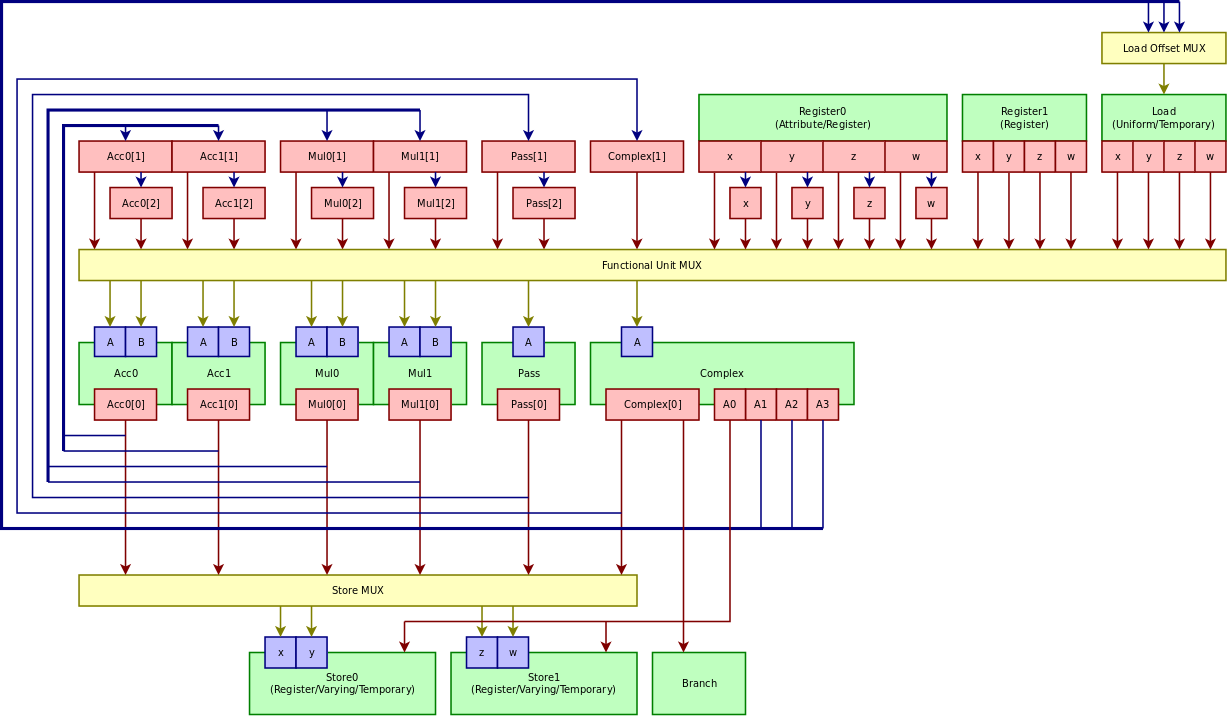 Load Offset MUX
Register0
(Attribute/Register)
Register1
(Register)
Load
(Uniform/Temporary)
Acc0[1] Acc1[1] Mul0[1] Mul1[1] Pass[1] Complex[1] x y z w x y z w x y z w
Acc0[2] Acc1[2] Mul0[2] Mul1[2] Pass[2] x y z w
Functional Unit MUX
A B A B A B A B A A
Acc0 Acc1 Mul0 Mul1 Pass Complex
Acc0[0] Acc1[0] Mul0[0] Mul1[0] Pass[0] Complex[0] A0 A1 A2 A3
Store MUX
x y z w
Store0
(Register/Varying/Temporary)
Store1
(Register/Varying/Temporary)
Branch